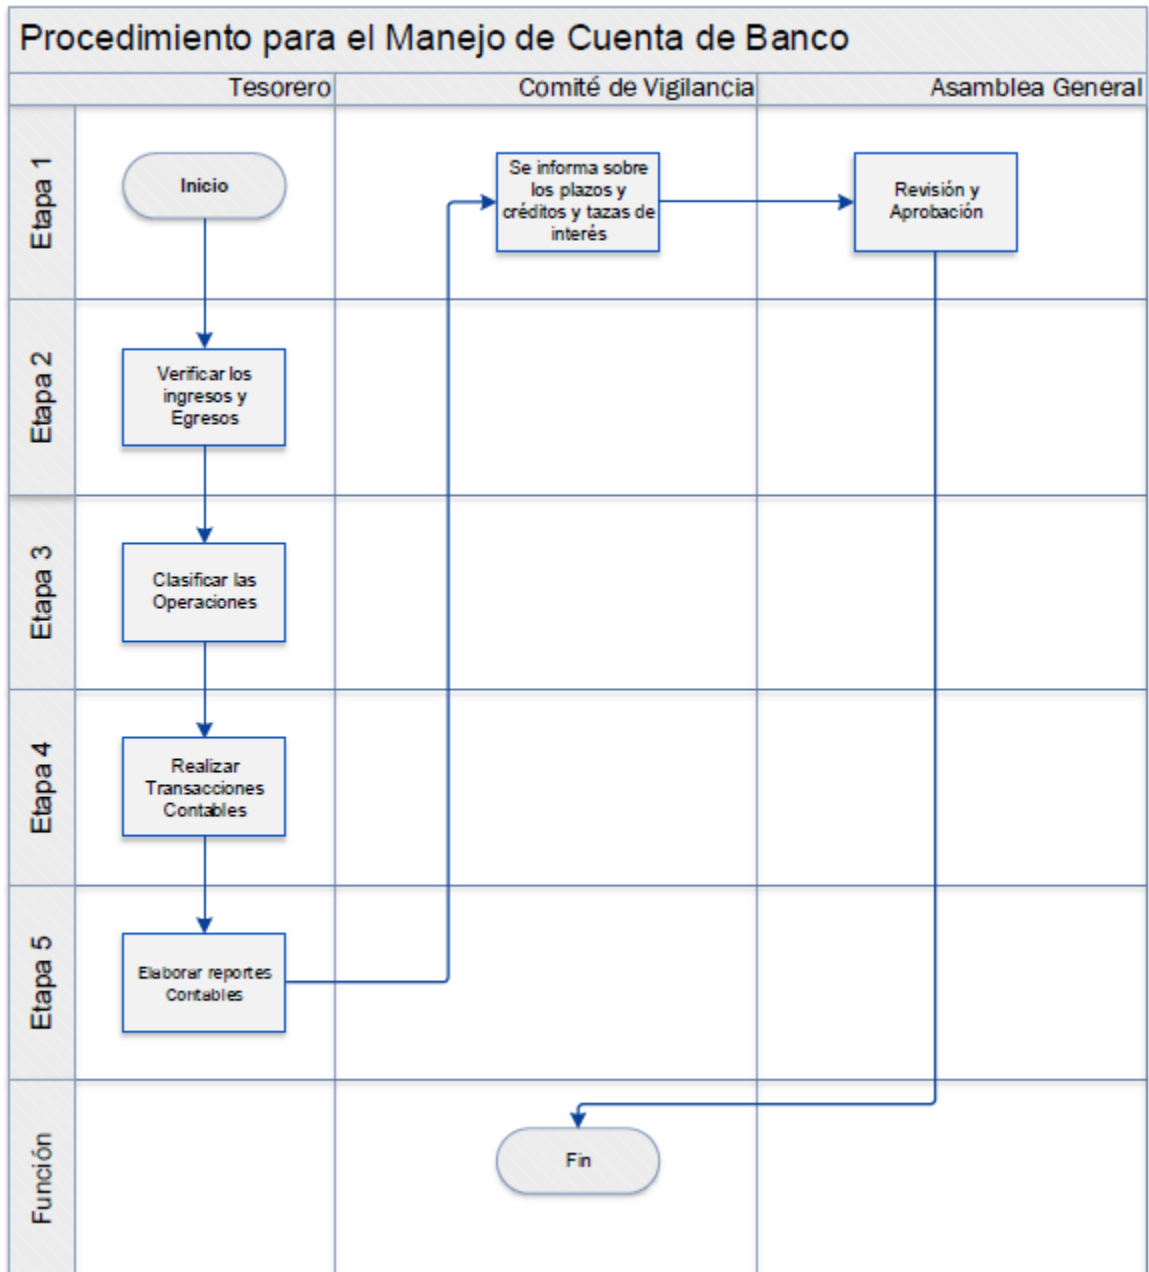 Procedimiento para el Manejo de Cuenta de Banco
Tesorero
Comité de Vigilancia
Asamblea General
Etapa 1
Inicio
Se informa sobre
los plazos y
créditos y tazas de
interés
Revisión y
Aprobación
Etapa 2
Verificar los
ingresos y
Egresos
Etapa 3
Clasificar las
Operaciones
Etapa 4
Realizar
Transacciones
Contables
Etapa 5
Elaborar reportes
Contables
Función
Fin